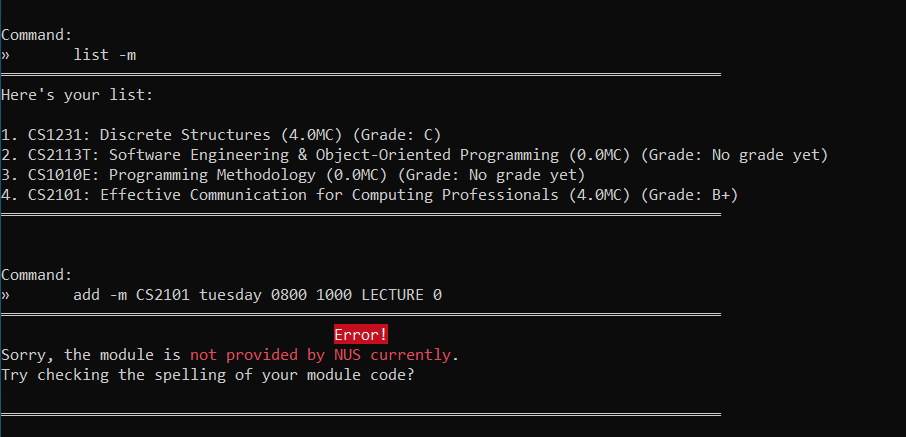 Command:
» list -m
Here's your list:
1. CS1231: Discrete Structures (4.0MC) (Grade: C)
2. CS2113T: Software Engineering & Object-Oriented Programming (0.0MC) (Grade: No grade yet)
3. CS1010E: Programming Methodology (0.0MC) (Grade: No grade yet)
4. CS2101: Effective Communication for Computing Professionals (4.0MC) (Grade: B+)
Command:
» add -m CS2101 tuesday 0800 1000 LECTURE 0
Error!
Sorry, the module is not provided by NUS currently.
Try checking the spelling of your module code?